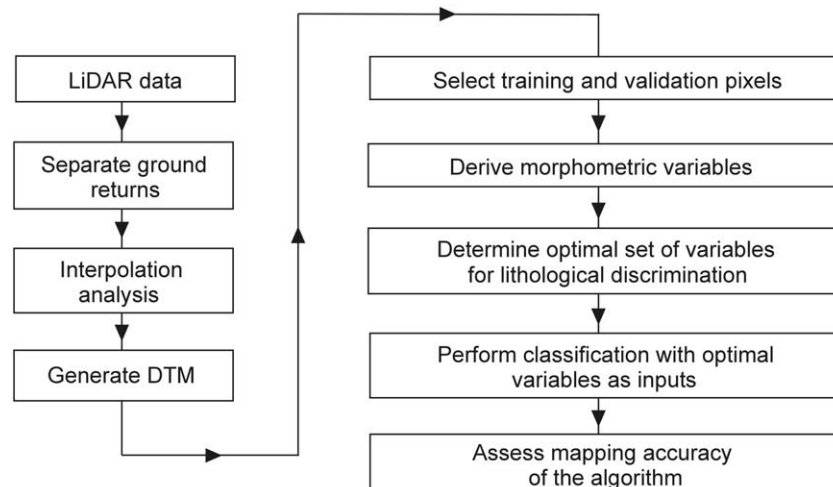 LiDAR data
Separate ground
returns
Interpolation
analysis
Generate DTM
Select training and validation pixels
Derive morphometric variables
Determine optimal set of variables
for lithological discrimination
Perform classification with optimal
variables as inputs
Assess mapping accuracy
of the algorithm